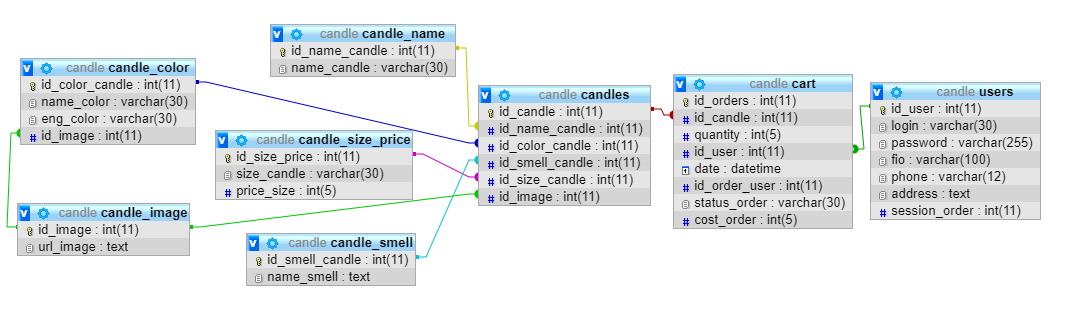 candle candle_name
id_name_candle : int(11)
name_candle : varchar(30)
candle candle_color
id_color_candle : int(11)
name_color : varchar(30)
eng_color : varchar(30)
id_image : int(11)
candle candle_size_price
id_size_price : int(11)
size_candle : varchar(30)
price_size : int(5)
candle candle_image
id_image : int(11)
url_image : text
candle candle_smell
id_smell_candle : int(11)
name_smell : text
candle candles
id_candle : int(11)
id_name_candle : int(11)
id_color_candle : int(11)
id_smell_candle : int(11)
id_size_candle : int(11)
id_image : int(11)
candle cart
id_orders : int(11)
id_candle : int(11)
quantity : int(5)
id_user : int(11)
date : datetime
id_order_user : int(11)
status_order : varchar(30)
cost_order : int(5)
candle users
id_user : int(11)
login : varchar(30)
password : varchar(255)
fio : varchar(100)
phone : varchar(12)
address : text
session_order : int(11)